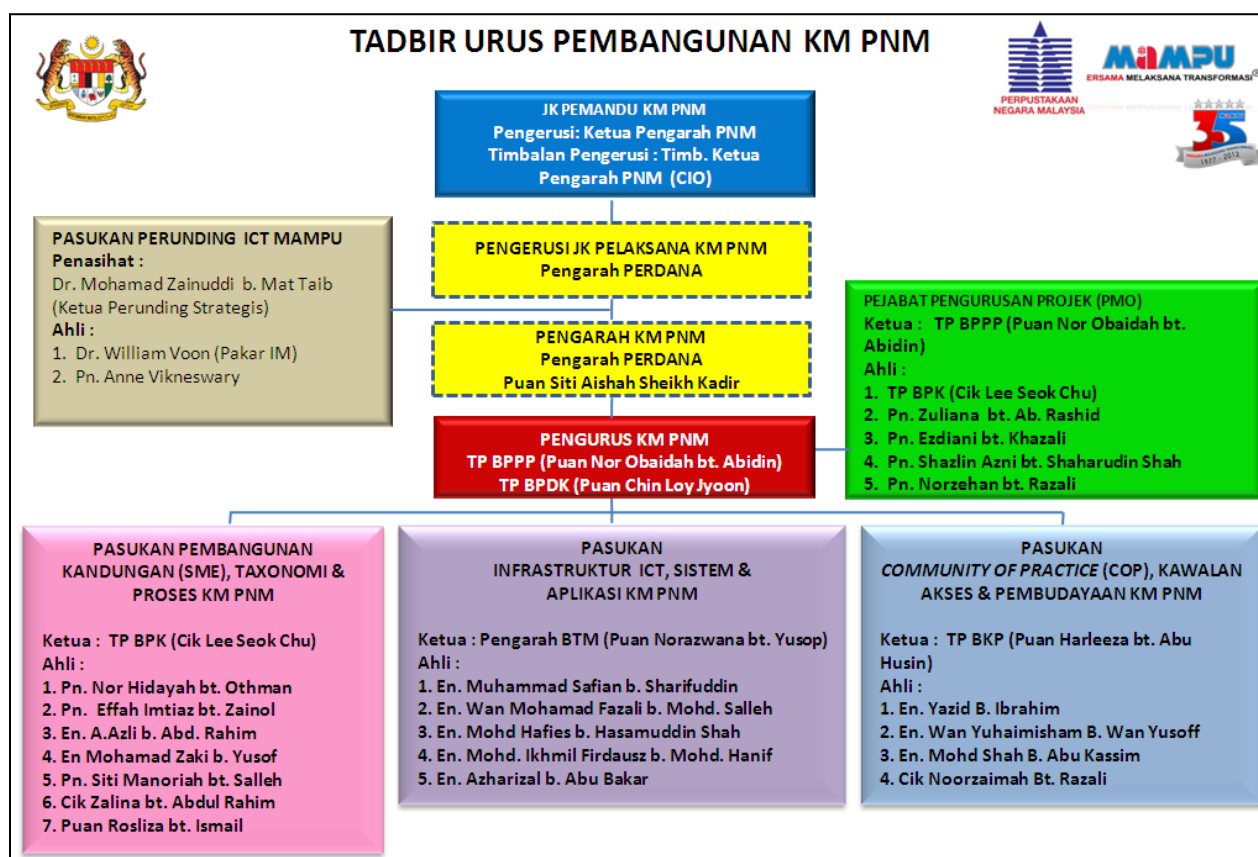 TADBIR URUS PEMBANGUNAN KM PNM
PERPUSTAKAAN
NEGARA MALAYSIA
MAMPU
ERSAMA MELAKSANA TRANSFORMASI
35
1977 - 2012
JK PEMANDU KM PNM
Pengerusi: Ketua Pengarah PNM
Timbalan Pengerusi : Timb. Ketua
Pengarah PNM (CIO)
PASUKAN PERUNDING ICT MAMPU
Penasihat :
Dr. Mohamad Zainuddi b. Mat Taib
(Ketua Perunding Strategis)
Ahli :
1. Dr. William Voon (Pakar IM)
2. Pn. Anne Vikneswary
PENGERUSI JK PELAKSANA KM PNM
Pengarah PERDANA
PENGARAH KM PNM
Pengarah PERDANA
Puan Siti Aishah Sheikh Kadir
PEJABAT PENGURUSAN PROJEK (PMO)
Ketua : TP BPPP (Puan Nor Obaidah bt.
Abidin)
Ahli :
1. TP BPK (Cik Lee Seok Chu)
2. Pn. Zuliana bt. Ab. Rashid
3. Pn. Ezdiani bt. Khazali
4. Pn. Shazlin Azni bt. Shaharudin Shah
5. Pn. Norzehan bt. Razali
PENGURUS KM PNM
TP BPPP (Puan Nor Obaidah bt. Abidin)
TP BPDK (Puan Chin Loy Jyoon)
PASUKAN PEMBANGUNAN
KANDUNGAN (SME), TAXONOMI &
PROSES KM PNM
Ketua : TP BPK (Cik Lee Seok Chu)
Ahli :
1. Pn. Nor Hidayah bt. Othman
2. Pn. Effah Imtiaz bt. Zainol
3. En. A.Azli b. Abd. Rahim
4. En Mohamad Zaki b. Yusof
5. Pn. Siti Manoriah bt. Salleh
6. Cik Zalina bt. Abdul Rahim
7. Puan Rosliza bt. Ismail
PASUKAN
INFRASTRUKTUR ICT, SISTEM &
APLIKASI KM PNM
Ketua : Pengarah BTM (Puan Norazwana bt. Yusop)
Ahli :
1. En. Muhammad Safian b. Sharifuddin
2. En. Wan Mohamad Fazali b. Mohd. Salleh
3. En. Mohd Hafies b. Hasamuddin Shah
4. En. Mohd. Ikhmil Firdausz b. Mohd. Hanif
5. En. Azharizal b. Abu Bakar
PASUKAN
COMMUNITY OF PRACTICE (COP), KAWALAN
AKSES & PEMBUDAYAAN KM PNM
Ketua : TP BKP (Puan Harleeza bt. Abu
Husin)
Ahli :
1. En. Yazid B. Ibrahim
2. En. Wan Yuhaimisham B. Wan Yusoff
3. En. Mohd Shah B. Abu Kassim
4. Cik Noorzaimah Bt. Razali